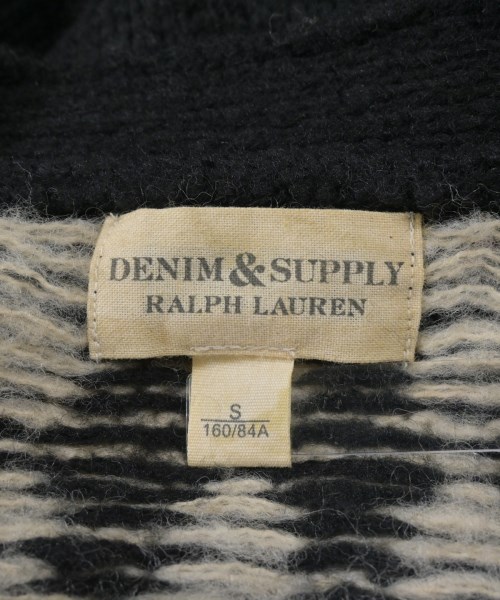 DENIM & SUPPLY
RALPH LAUREN
S
160/84A